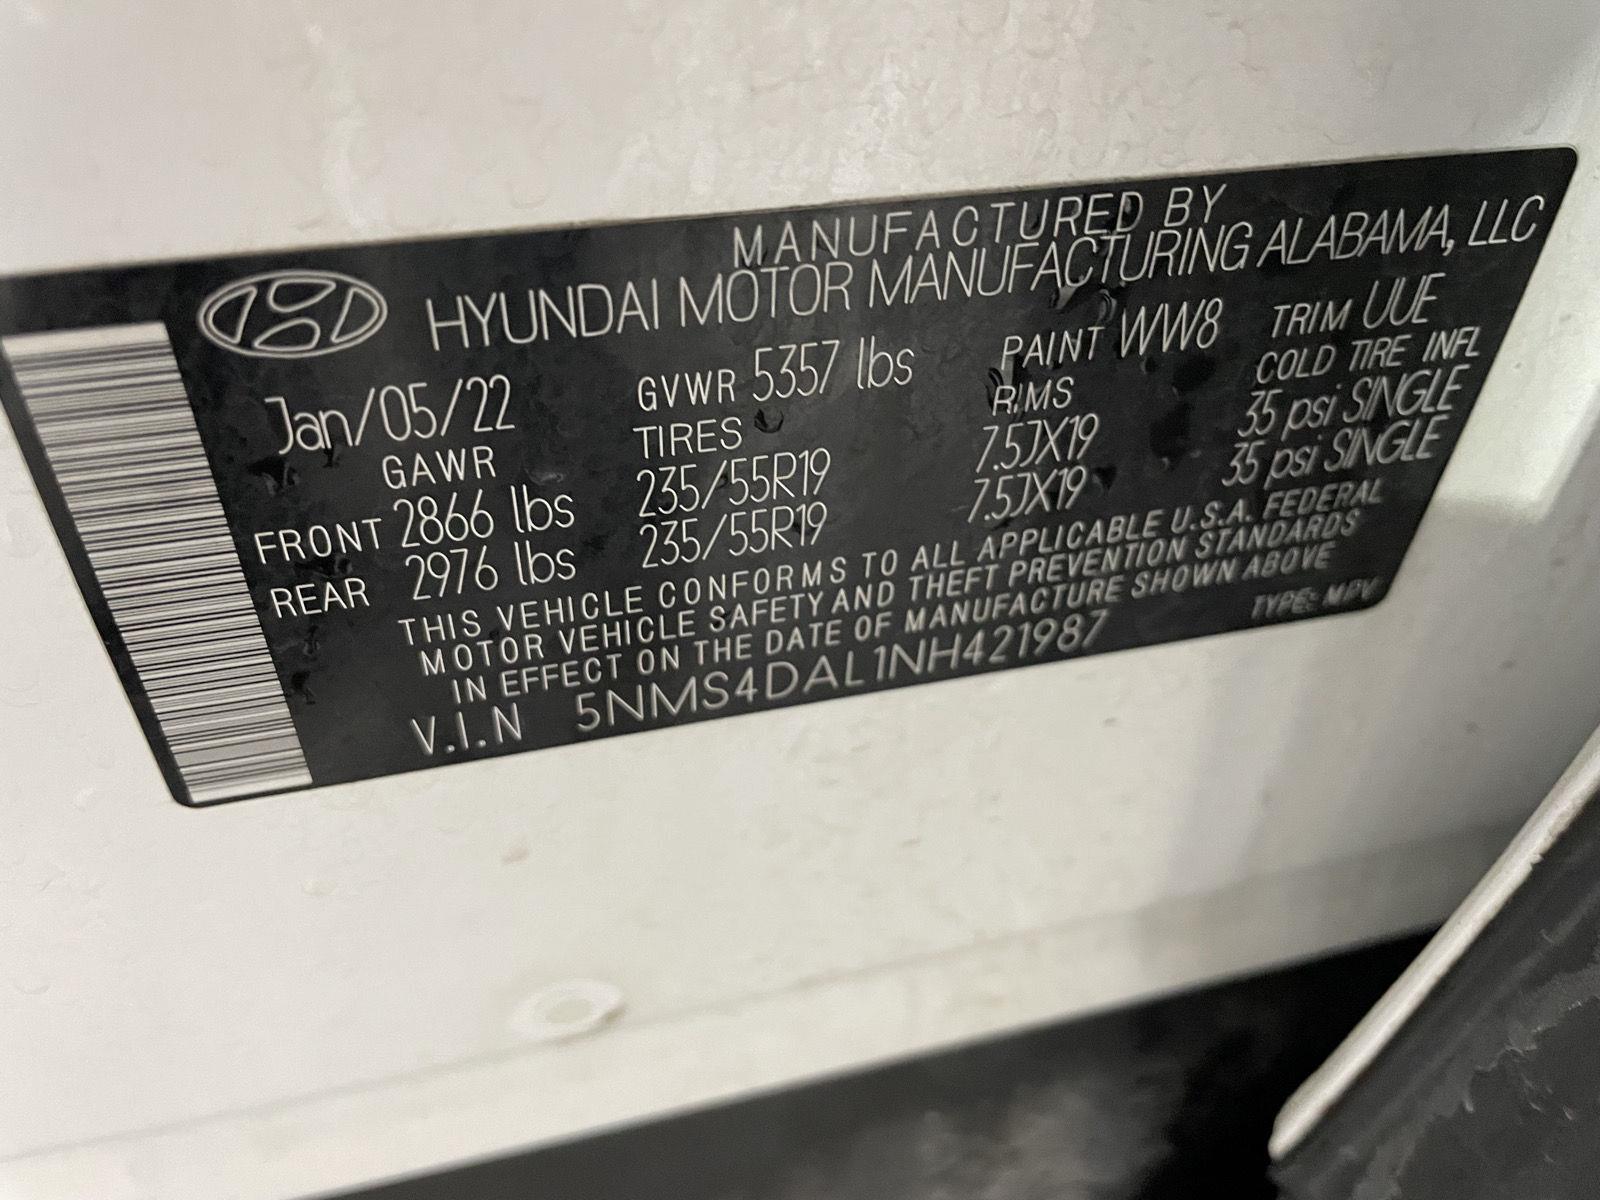 MANUFACTURED BY
HYUNDAI MOTOR MANUFACTURING ALABAMA, LLC
Jan/05/22 GVWR 5357 lbs PAINT WW8 TRIM UUE
GAWR TIRES RIMS COLD TIRE INFL
FRONT 2866 lbs 235/55R19 7.5JX19 35 psi SINGLE
REAR 2976 lbs 235/55R19 7.5JX19 35 psi SINGLE
THIS VEHICLE CONFORMS TO ALL APPLICABLE U.S.A. FEDERAL
MOTOR VEHICLE SAFETY AND THEFT PREVENTION STANDARDS
IN EFFECT ON THE DATE OF MANUFACTURE SHOWN ABOVE
V.I.N 5NMS4DAL1NH421987 TYPE: MPV